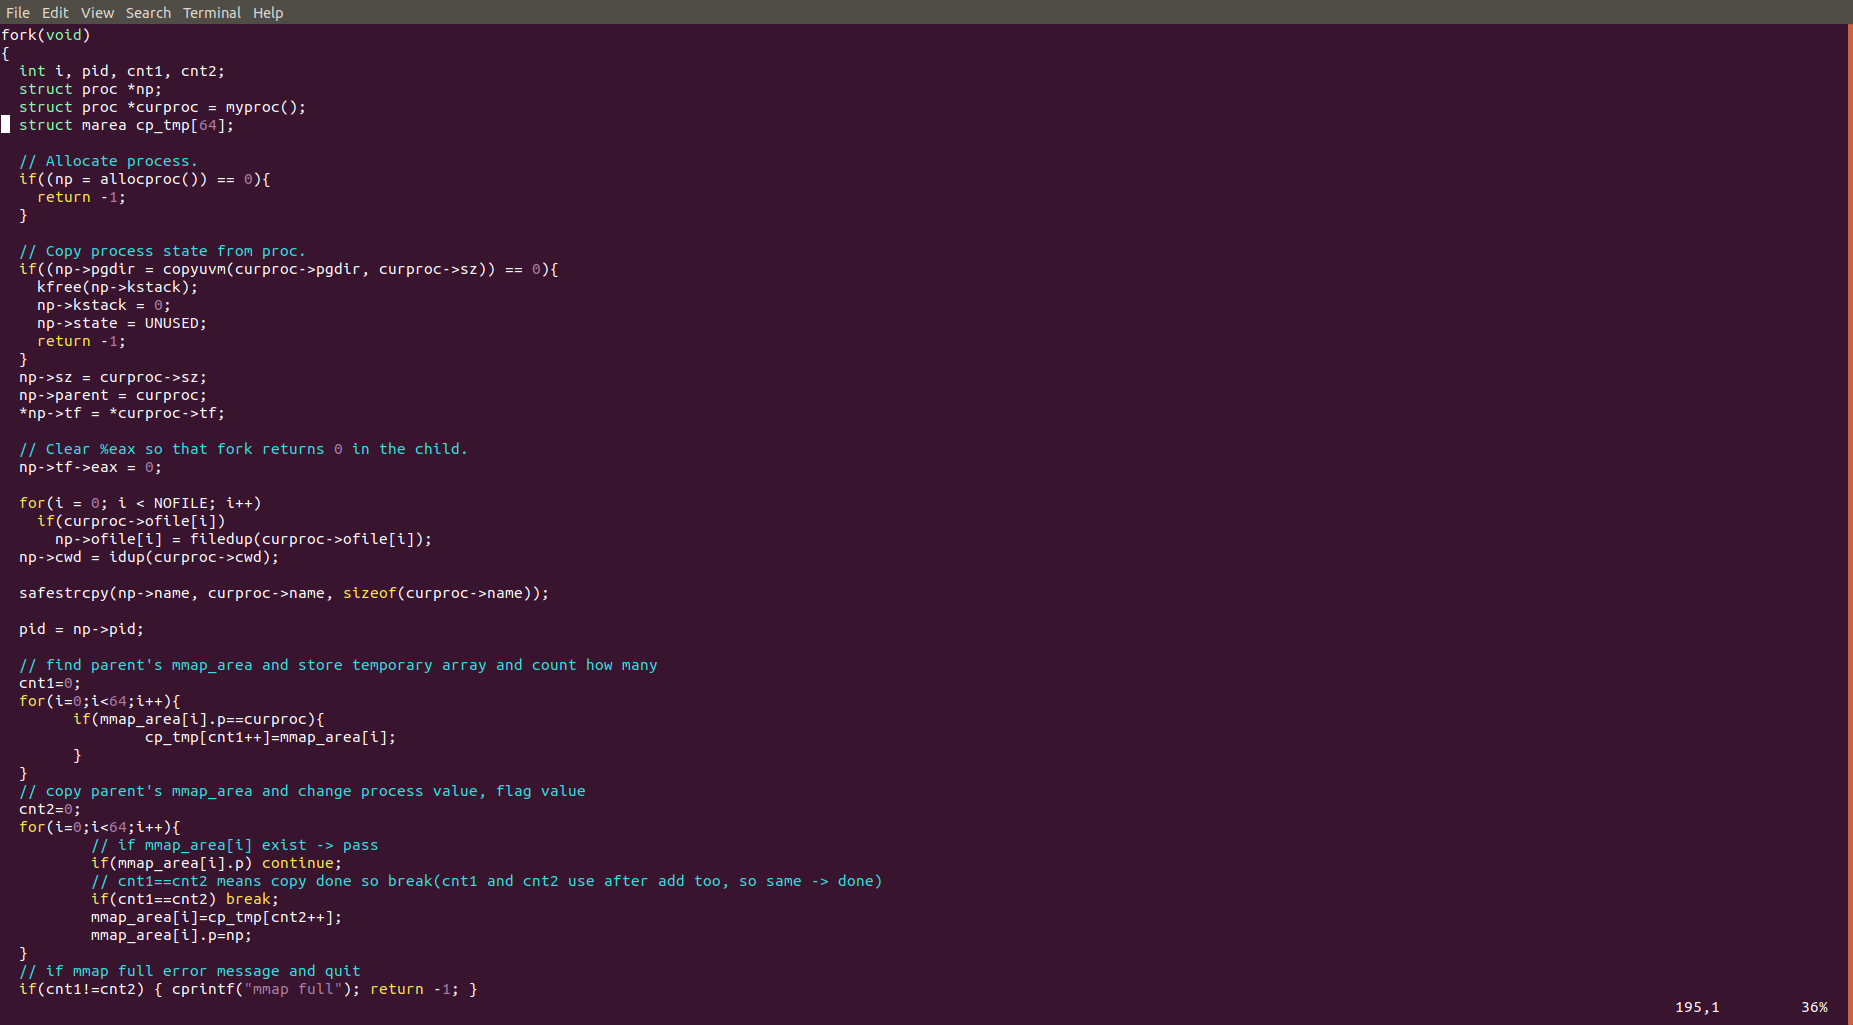 File Edit View Search Terminal Help
fork(void)
{
  int i, pid, cnt1, cnt2;
  struct proc *np;
  struct proc *curproc = myproc();
  struct marea cp_tmp[64];

  // Allocate process.
  if((np = allocproc()) == 0){
    return -1;
  }

  // Copy process state from proc.
  if((np->pgdir = copyuvm(curproc->pgdir, curproc->sz)) == 0){
    kfree(np->kstack);
    np->kstack = 0;
    np->state = UNUSED;
    return -1;
  }
  np->sz = curproc->sz;
  np->parent = curproc;
  *np->tf = *curproc->tf;

  // Clear %eax so that fork returns 0 in the child.
  np->tf->eax = 0;

  for(i = 0; i < NOFILE; i++)
    if(curproc->ofile[i])
      np->ofile[i] = filedup(curproc->ofile[i]);
  np->cwd = idup(curproc->cwd);

  safestrcpy(np->name, curproc->name, sizeof(curproc->name));

  pid = np->pid;

  // find parent's mmap_area and store temporary array and count how many
  cnt1=0;
  for(i=0;i<64;i++){
        if(mmap_area[i].p==curproc){
                cp_tmp[cnt1++]=mmap_area[i];
        }
  }
  // copy parent's mmap_area and change process value, flag value
  cnt2=0;
  for(i=0;i<64;i++){
          // if mmap_area[i] exist -> pass
          if(mmap_area[i].p) continue;
          // cnt1==cnt2 means copy done so break(cnt1 and cnt2 use after add too, so same -> done)
          if(cnt1==cnt2) break;
          mmap_area[i]=cp_tmp[cnt2++];
          mmap_area[i].p=np;
  }
  // if mmap full error message and quit
  if(cnt1!=cnt2) { cprintf("mmap full"); return -1; }
195,1 36%